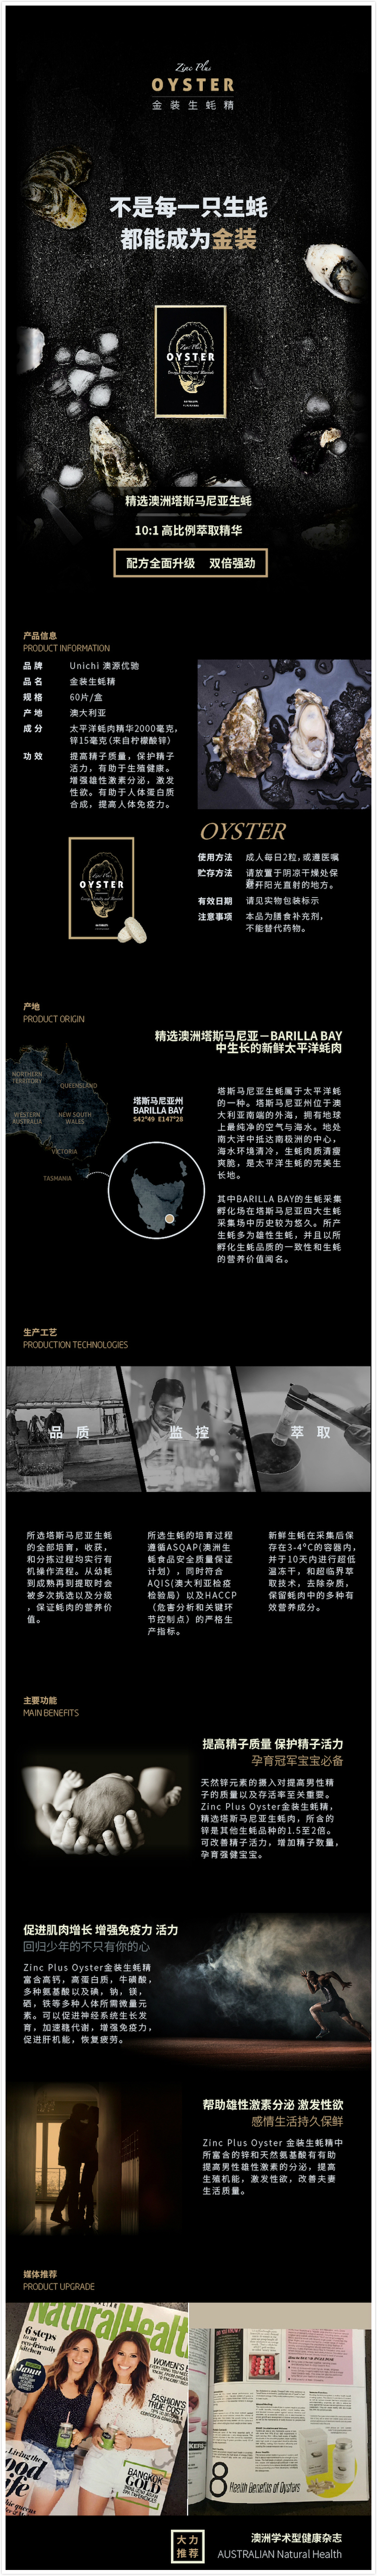 Zinc Plus
OYSTER
金装生蚝精
不是每一只生蚝
都能成为金装
Zinc Plus
OYSTER
精选澳洲塔斯马尼亚生蚝
10:1 高比例萃取精华
配方全面升级 双倍强劲
产品信息
PRODUCT INFORMATION
品牌 Unichi 澳源优驰
品名 金装生蚝精
规格 60片/盒
产地 澳大利亚
成分 太平洋蚝肉精华2000毫克,
锌15毫克(来自柠檬酸锌)
功效 提高精子质量，保护精子
活力，有助于生殖健康。
增强雄性激素分泌，激发
性欲。有助于人体蛋白质
合成，提高人体免疫力。
OYSTER
OYSTER
使用方法 成人每日2粒,或遵医嘱
贮存方法 请放置于阴凉干燥处保
存
避开阳光直射的地方。
有效日期 请见实物包装标示
注意事项 本品为膳食补充剂,
不能替代药物。
产地
PRODUCT ORIGIN
精选澳洲塔斯马尼亚－BARILLA BAY
中生长的新鲜太平洋蚝肉
NORTHERN
TERRITORY
QUEENSLAND
WESTERN
AUSTRALIA
NEW SOUTH
WALES
VICTORIA
TASMANIA
塔斯马尼亚州
BARILLA BAY
S42°49 E147°28
塔斯马尼亚生蚝属于太平洋蚝
的一种。塔斯马尼亚州位于澳
大利亚南端的外海，拥有地球
上最纯净的空气与海水。地处
南大洋中抵达南极洲的中心，
海水环境清冷，生蚝肉质清瘦
爽脆，是太平洋生蚝的完美生
长地。
其中BARILLA BAY的生蚝采集
孵化场在塔斯马尼亚四大生蚝
采集场中历史较为悠久。所产
生蚝多为雄性生蚝，并且以所
孵化生蚝品质的一致性和生蚝
的营养价值闻名。
生产工艺
PRODUCTION TECHNOLOGIES
品质
监控
萃取
所选塔斯马尼亚生蚝
的全部培育，收获，
和分拣过程均实行有
机操作流程。从幼蚝
到成熟再到提取时会
被多次挑选以及分级
，保证蚝肉的营养价
值。
所选生蚝的培育过程
遵循ASQAP(澳洲生
蚝食品安全质量保证
计划），同时符合
AQIS(澳大利亚检疫
检验局）以及HACCP
（危害分析和关键环
节控制点）的严格生
产指标。
新鲜生蚝在采集后保
存在3-4ºC的容器内，
并于10天内进行超低
温冻干，和超临界萃
取技术，去除杂质，
保留蚝肉中的多种有
效营养成分。
主要功能
MAIN BENEFITS
提高精子质量 保护精子活力
孕育冠军宝宝必备
天然锌元素的摄入对提高男性精
子的质量以及存活率至关重要。
Zinc Plus Oyster金装生蚝精，
精选塔斯马尼亚生蚝肉，所含的
锌是其他生蚝品种的1.5至2倍。
可改善精子活力，增加精子数量，
孕育强健宝宝。
促进肌肉增长 增强免疫力 活力
回归少年的不只有你的心
Zinc Plus Oyster金装生蚝精
富含高钙，高蛋白质，牛磺酸，
多种氨基酸以及碘，钠，镁，
硒，铁等多种人体所需微量元
素。可以促进神经系统生长发
育，加速糖代谢，增强免疫力，
促进肝机能，恢复疲劳。
帮助雄性激素分泌 激发性欲
感情生活持久保鲜
Zinc Plus Oyster 金装生蚝精中
所富含的锌和天然氨基酸有有助
提高男性雄性激素的分泌，提高
生殖机能，激发性欲，改善夫妻
生活质量。
媒体推荐
PRODUCT UPGRADE
NaturalHealth
6 steps
BANGKOK
GOLD
8 Health Benefits of Oysters
大力
推荐
澳洲学术型健康杂志
AUSTRALIAN Natural Health